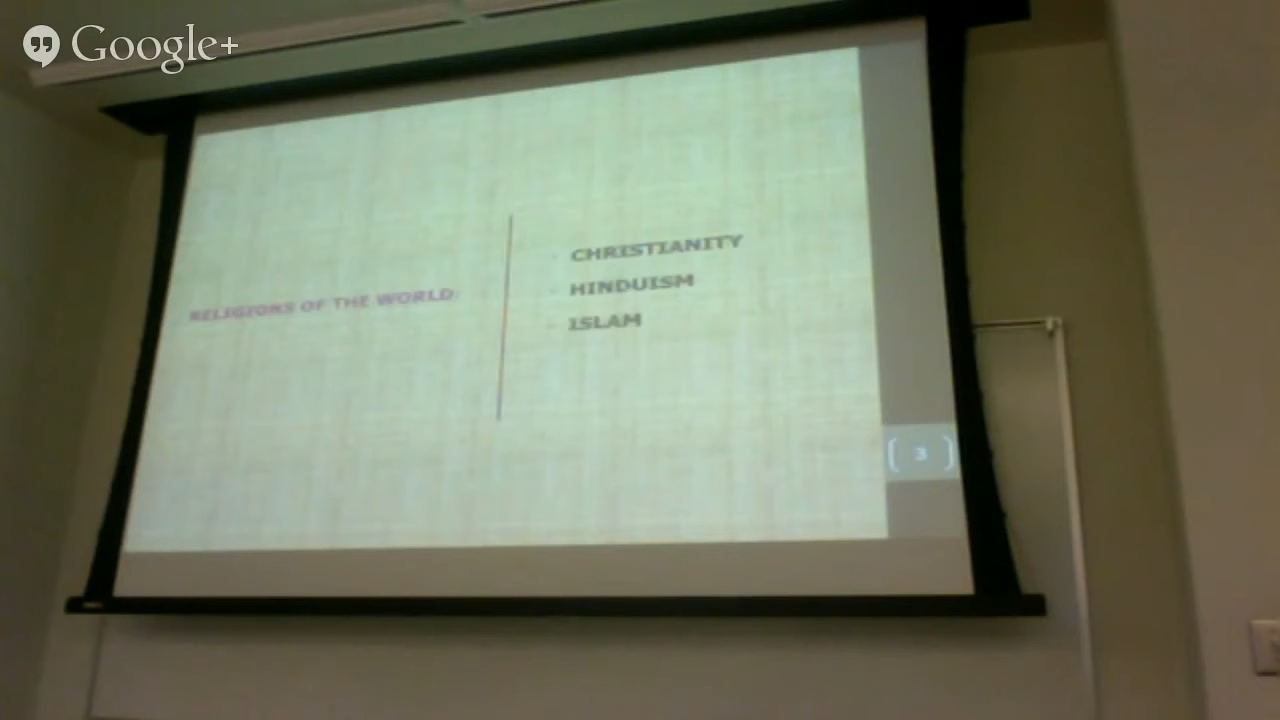 Google+
RELIGIONS OF THE WORLD
CHRISTIANITY
HINDUISM
ISLAM
3